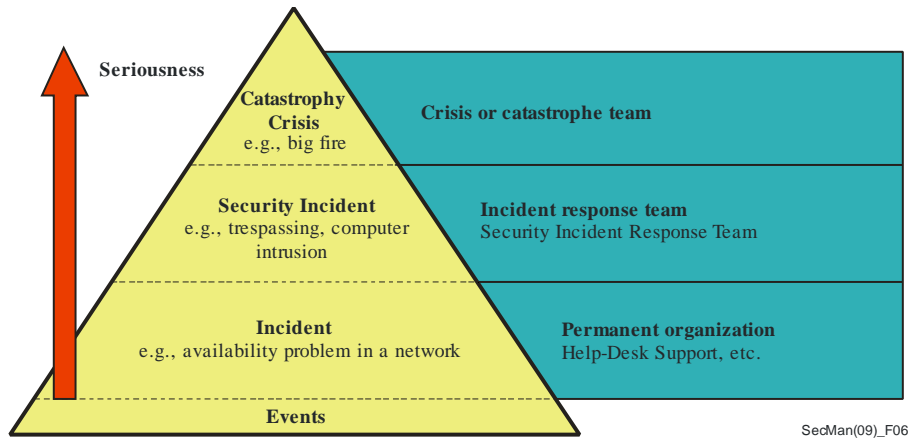 Seriousness
Catastrophy
Crisis
e.g., big fire
Crisis or catastrophe team
Security Incident
e.g., trespassing, computer
intrusion
Incident response team
Security Incident Response Team
Incident
e.g., availability problem in a network
Permanent organization
Help-Desk Support, etc.
Events
SecMan(09)_F06